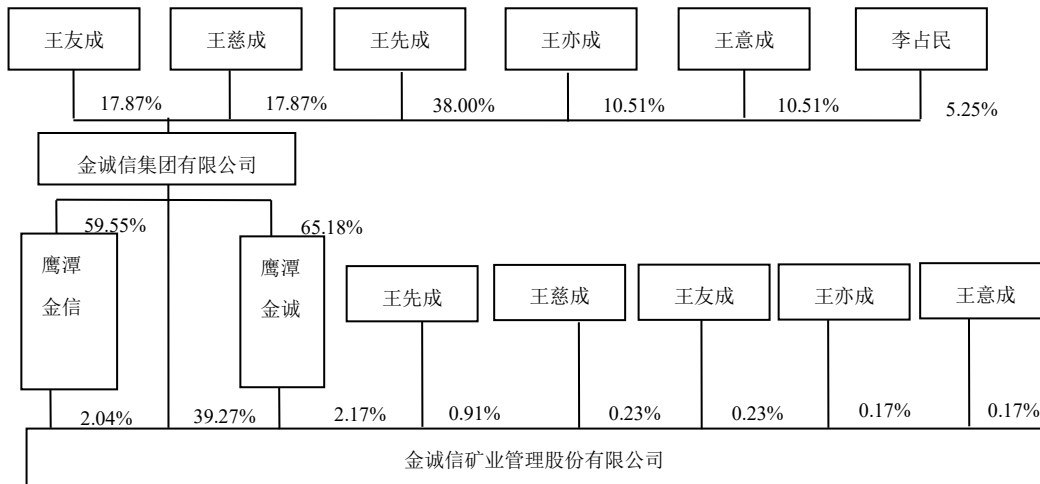 王友成
王慈成
王先成
王亦成
王意成
李占民
17.87%
17.87%
38.00%
10.51%
10.51%
5.25%
金诚信集团有限公司
59.55%
65.18%
鹰潭
金信
鹰潭
金诚
王先成
王慈成
王友成
王亦成
王意成
2.04%
39.27%
2.17%
0.91%
0.23%
0.23%
0.17%
0.17%
金诚信矿业管理股份有限公司